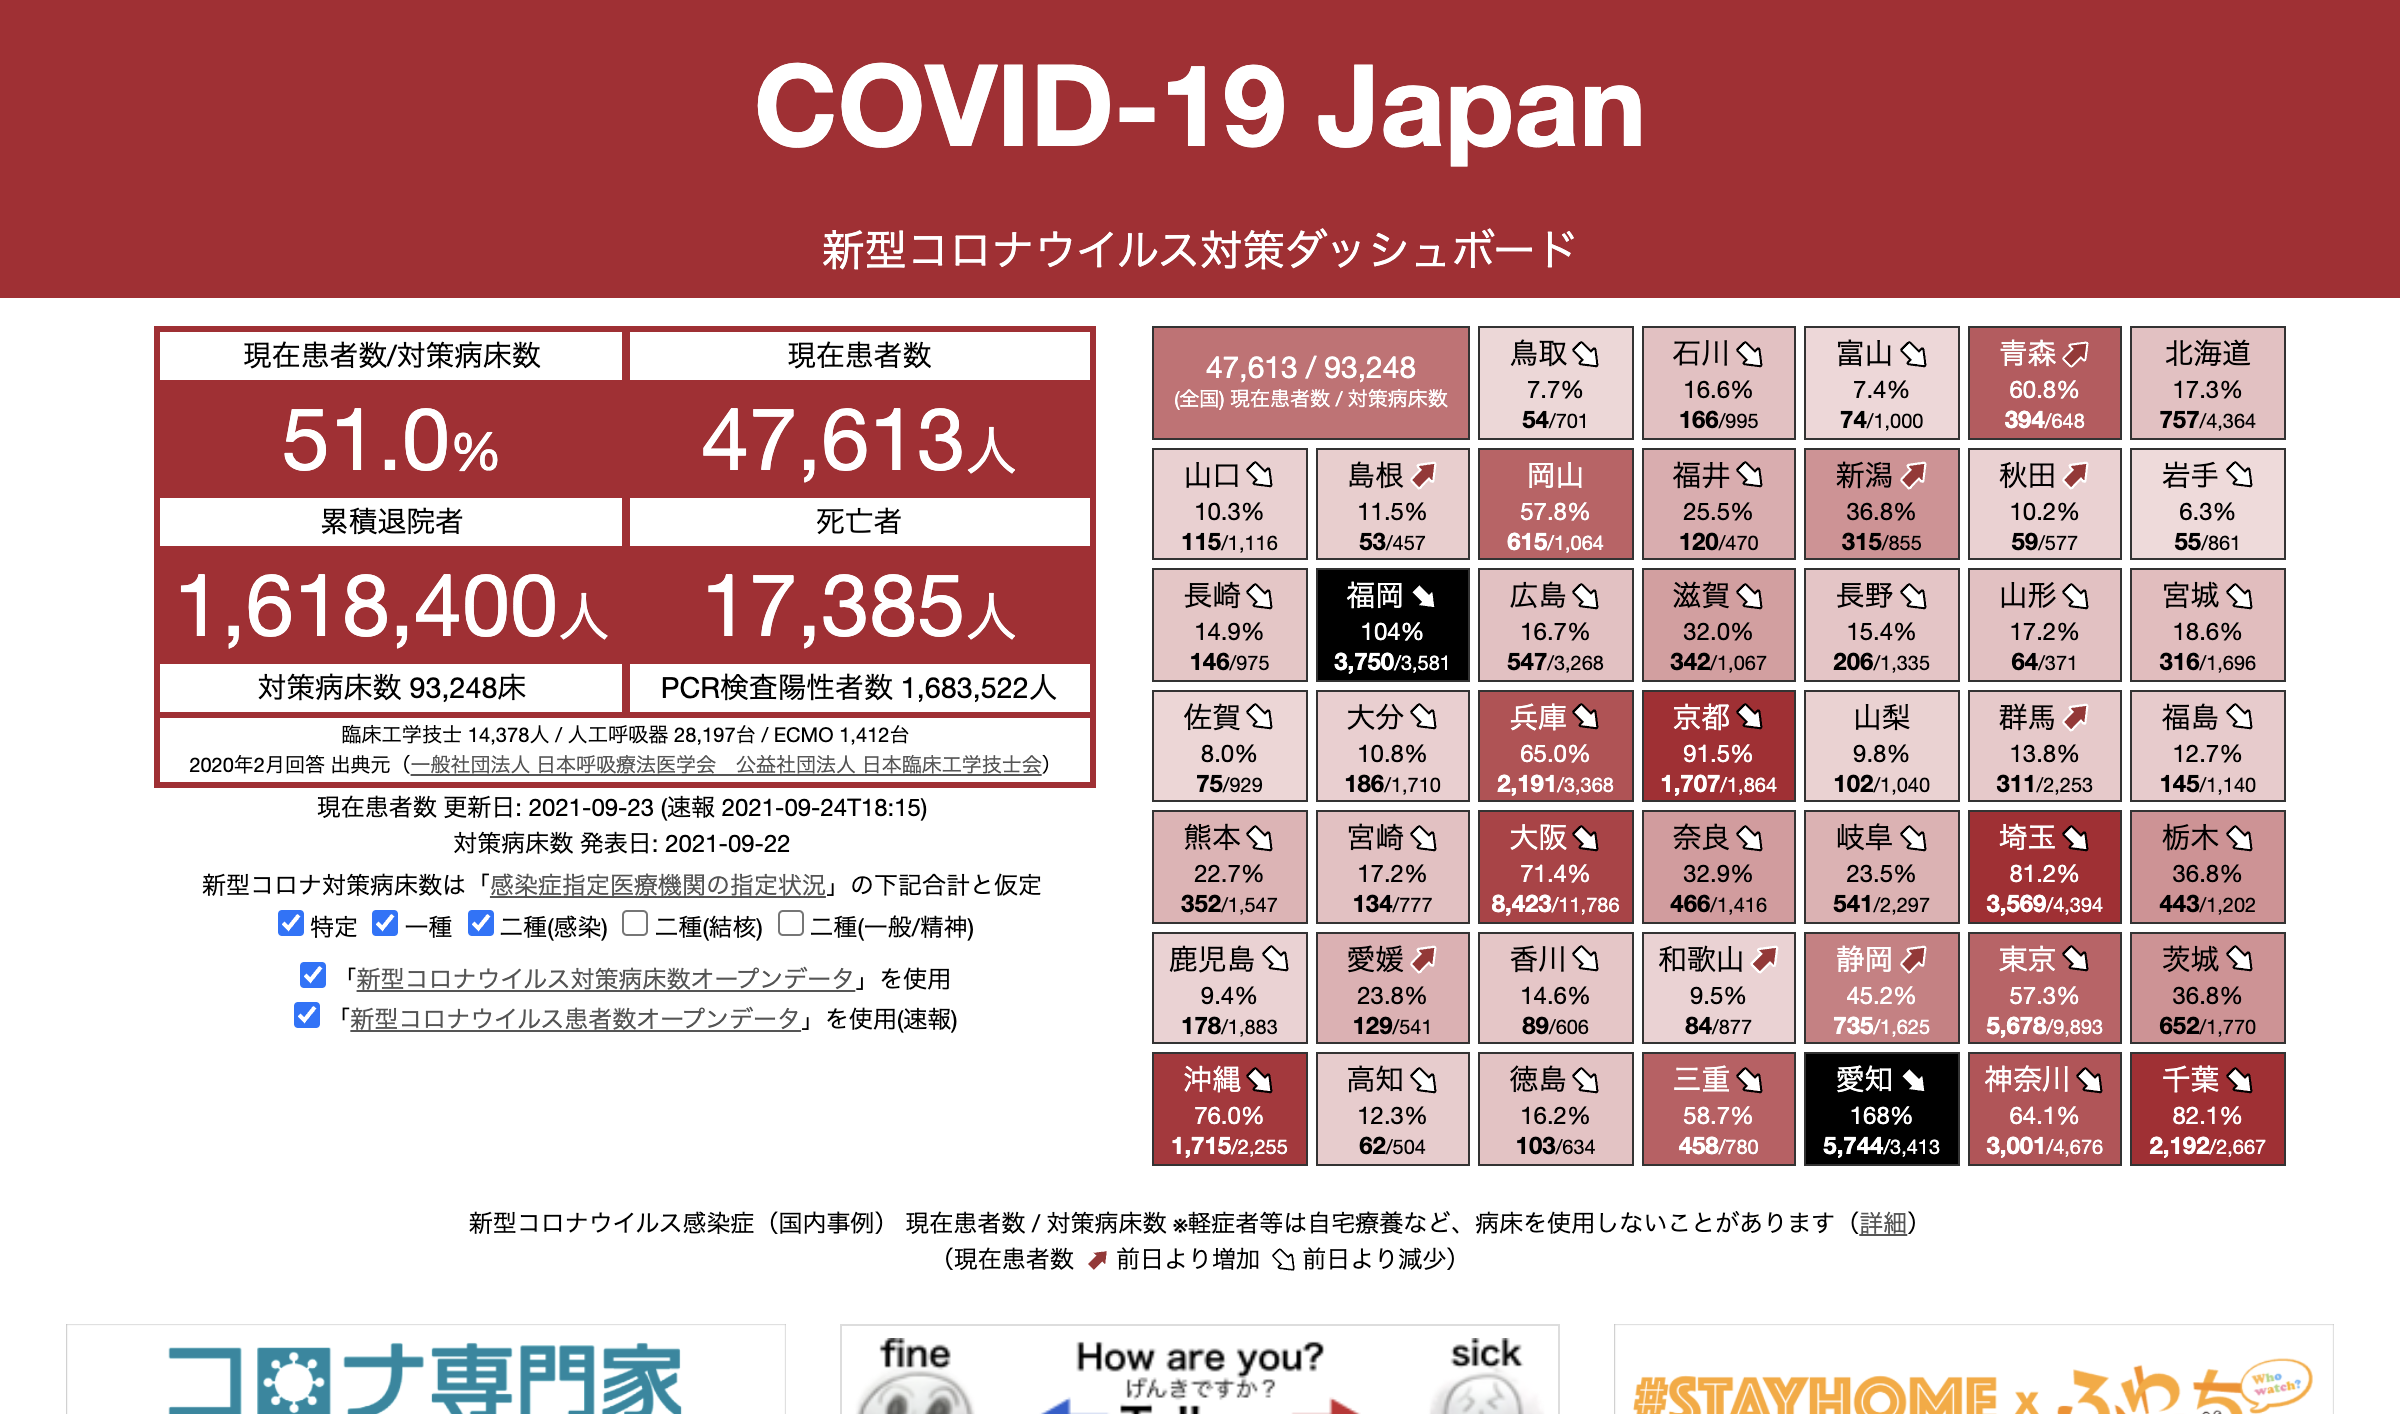 COVID-19 Japan
新型コロナウイルス対策ダッシュボード
現在患者数/対策病床数
現在患者数
51.0%
47,613人
累積退院者
死亡者
1,618,400人
17,385人
対策病床数 93,248床
PCR検査陽性者数 1,683,522人
臨床工学技士 14,378人 / 人工呼吸器 28,197台 / ECMO 1,412台
2020年2月回答 出典元（一般社団法人 日本呼吸療法医学会　公益社団法人 日本臨床工学技士会）
現在患者数 更新日: 2021-09-23 (速報 2021-09-24T18:15)
対策病床数 発表日: 2021-09-22
新型コロナ対策病床数は「感染症指定医療機関の指定状況」の下記合計と仮定
特定 一種 二種(感染) 二種(結核) 二種(一般/精神)
「新型コロナウイルス対策病床数オープンデータ」を使用
「新型コロナウイルス患者数オープンデータ」を使用(速報)
47,613 / 93,248
(全国) 現在患者数 / 対策病床数
鳥取
7.7%
54/701
石川
16.6%
166/995
富山
7.4%
74/1,000
青森
60.8%
394/648
北海道
17.3%
757/4,364
山口
10.3%
115/1,116
島根
11.5%
53/457
岡山
57.8%
615/1,064
福井
25.5%
120/470
新潟
36.8%
315/855
秋田
10.2%
59/577
岩手
6.3%
55/861
長崎
14.9%
146/975
福岡
104%
3,750/3,581
広島
16.7%
547/3,268
滋賀
32.0%
342/1,067
長野
15.4%
206/1,335
山形
17.2%
64/371
宮城
18.6%
316/1,696
佐賀
8.0%
75/929
大分
10.8%
186/1,710
兵庫
65.0%
2,191/3,368
京都
91.5%
1,707/1,864
山梨
9.8%
102/1,040
群馬
13.8%
311/2,253
福島
12.7%
145/1,140
熊本
22.7%
352/1,547
宮崎
17.2%
134/777
大阪
71.4%
8,423/11,786
奈良
32.9%
466/1,416
岐阜
23.5%
541/2,297
埼玉
81.2%
3,569/4,394
栃木
36.8%
443/1,202
鹿児島
9.4%
178/1,883
愛媛
23.8%
129/541
香川
14.6%
89/606
和歌山
9.5%
84/877
静岡
45.2%
735/1,625
東京
57.3%
5,678/9,893
茨城
36.8%
652/1,770
沖縄
76.0%
1,715/2,255
高知
12.3%
62/504
徳島
16.2%
103/634
三重
58.7%
458/780
愛知
168%
5,744/3,413
神奈川
64.1%
3,001/4,676
千葉
82.1%
2,192/2,667
新型コロナウイルス感染症（国内事例） 現在患者数 / 対策病床数 ※軽症者等は自宅療養など、病床を使用しないことがあります（詳細）
（現在患者数 前日より増加 前日より減少）
コロナ専門家
fine
How are you?
げんきですか？
sick
#STAYHOME x ふわっち
Who watch?